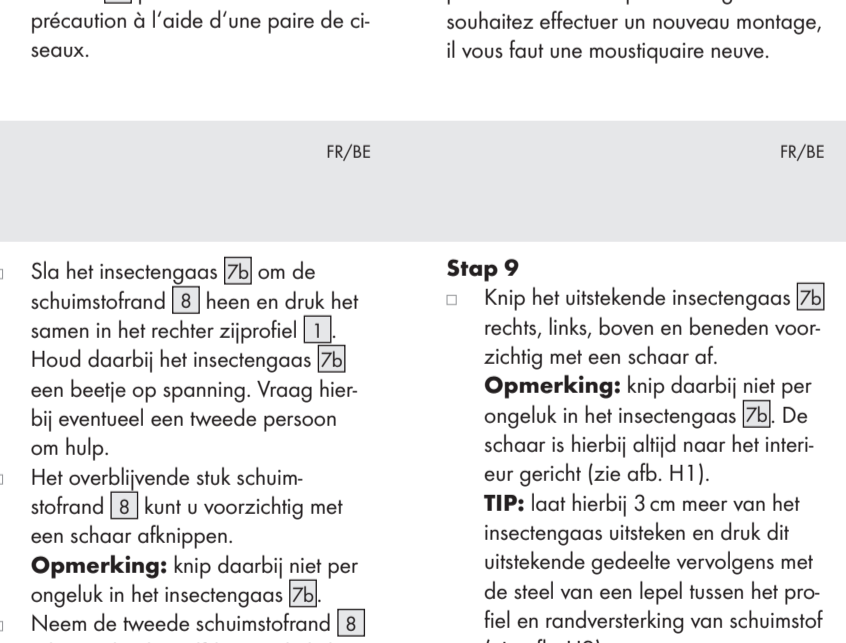 précaution à l'aide d'une paire de ci-
seaux.
souhaitez effectuer un nouveau montage,
il vous faut une moustiquaire neuve.
FR/BE
FR/BE
Sla het insectengaas 7b om de
schuimstofrand 8 heen en druk het
samen in het rechter zijprofiel 1.
Houd daarbij het insectengaas 7b
een beetje op spanning. Vraag hier-
bij eventueel een tweede persoon
om hulp.
Het overblijvende stuk schuim-
stofrand 8 kunt u voorzichtig met
een schaar afknippen.
Opmerking: knip daarbij niet per
ongeluk in het insectengaas 7b.
Neem de tweede schuimstofrand 8
Stap 9
Knip het uitstekende insectengaas 7b
rechts, links, boven en beneden voor-
zichtig met een schaar af.
Opmerking: knip daarbij niet per
ongeluk in het insectengaas 7b. De
schaar is hierbij altijd naar het interi-
eur gericht (zie afb. H1).
TIP: laat hierbij 3 cm meer van het
insectengaas uitsteken en druk dit
uitstekende gedeelte vervolgens met
de steel van een lepel tussen het pro-
fiel en randversterking van schuimstof